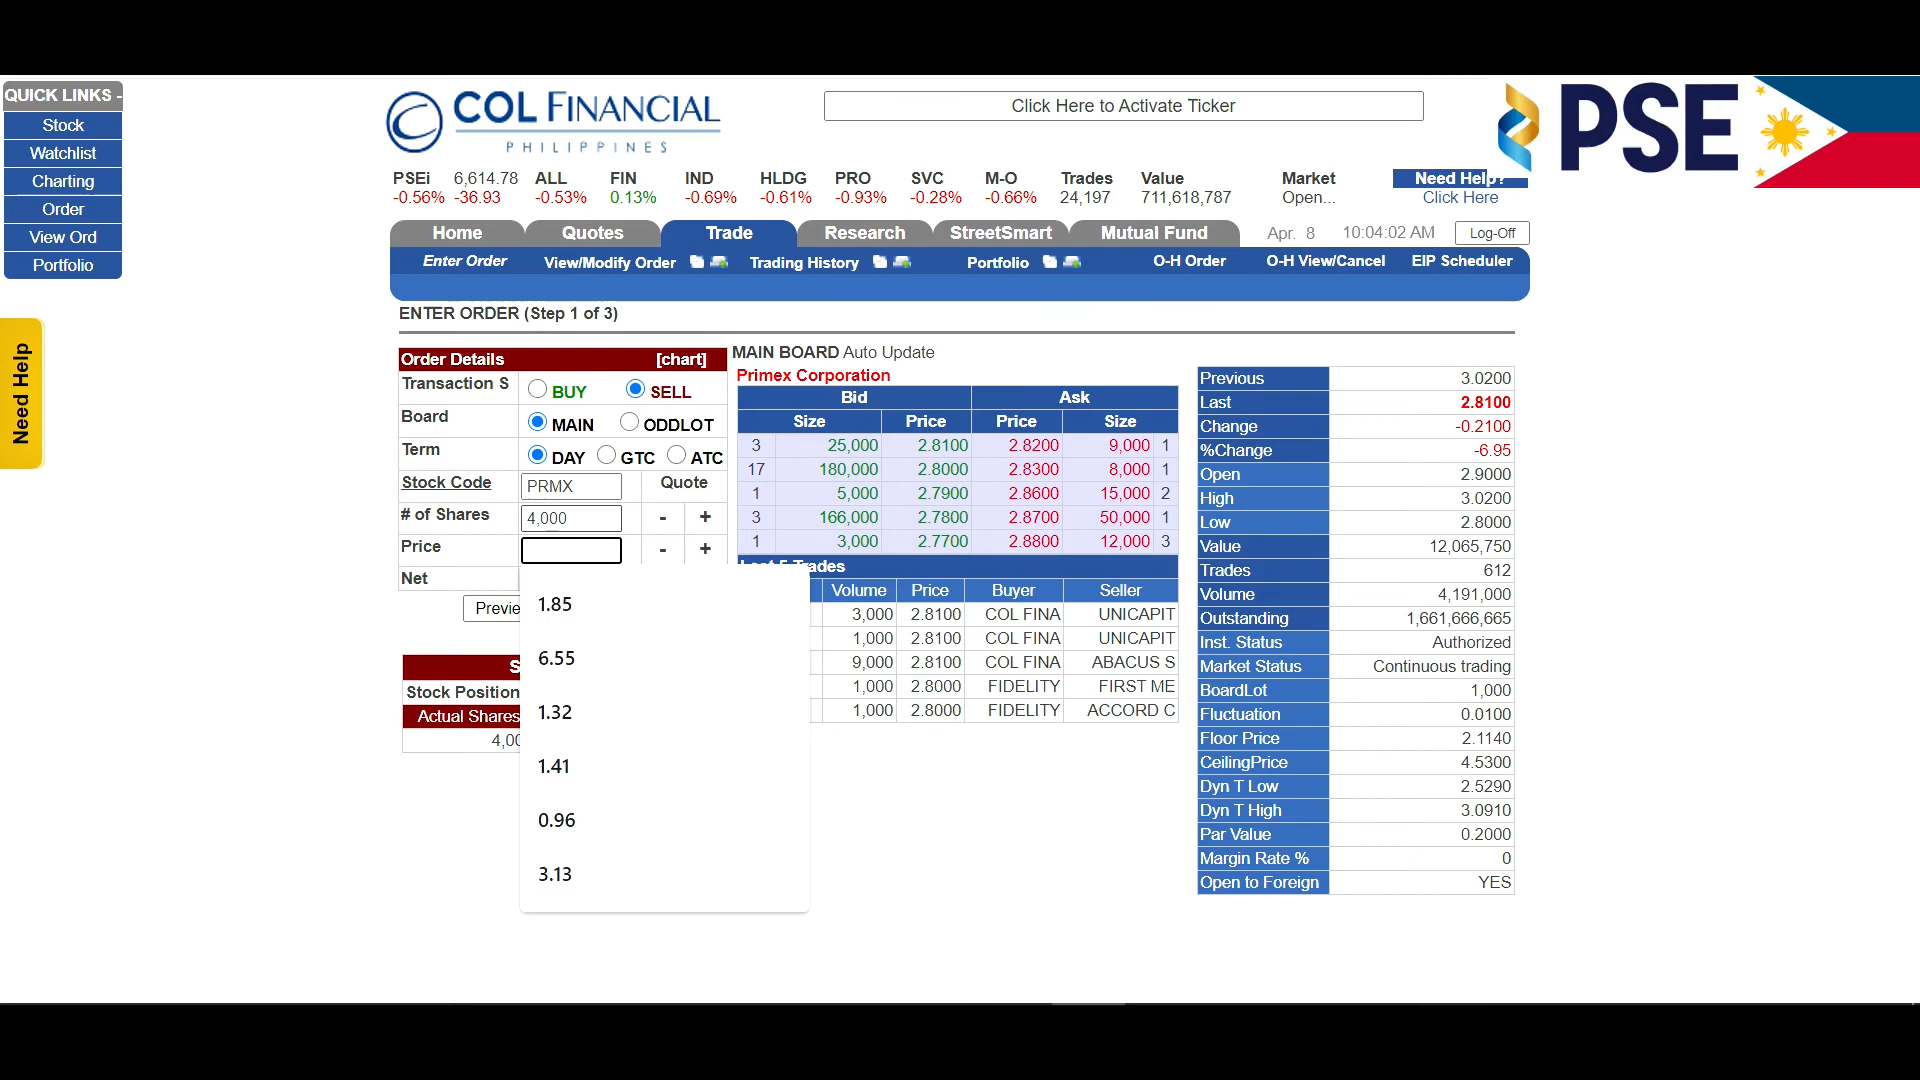 QUICK LINKS -
Stock
Watchlist
Charting
Order
View Ord
Portfolio
Need Help
COL FINANCIAL
PHILIPPINES
Click Here to Activate Ticker
PSE
PSEi 6,614.78 ALL FIN IND HLDG PRO SVC M-O Trades Value Market Need Help?
-0.56% -36.93 -0.53% 0.13% -0.69% -0.61% -0.93% -0.28% -0.66% 24,197 711,618,787 Open... Click Here
Home Quotes Trade Research StreetSmart Mutual Fund Apr. 8 10:04:02 AM Log-Off
Enter Order View/Modify Order Trading History Portfolio O-H Order O-H View/Cancel EIP Scheduler
ENTER ORDER (Step 1 of 3)
Order Details [chart]
Transaction S BUY SELL
Board MAIN ODDLOT
Term DAY GTC ATC
Stock Code PRMX Quote
# of Shares 4,000 - +
Price - +
Net
Previe
1.85
6.55
1.32
1.41
0.96
3.13
S
Stock Position
Actual Shares
4,00
MAIN BOARD Auto Update
Primex Corporation
Bid Ask
Size Price Price Size
3 25,000 2.8100 2.8200 9,000 1
17 180,000 2.8000 2.8300 8,000 1
1 5,000 2.7900 2.8600 15,000 2
3 166,000 2.7800 2.8700 50,000 1
1 3,000 2.7700 2.8800 12,000 3
Last 5 Trades
Volume Price Buyer Seller
3,000 2.8100 COL FINA UNICAPIT
1,000 2.8100 COL FINA UNICAPIT
9,000 2.8100 COL FINA ABACUS S
1,000 2.8000 FIDELITY FIRST ME
1,000 2.8000 FIDELITY ACCORD C
Previous 3.0200
Last 2.8100
Change -0.2100
%Change -6.95
Open 2.9000
High 3.0200
Low 2.8000
Value 12,065,750
Trades 612
Volume 4,191,000
Outstanding 1,661,666,665
Inst. Status Authorized
Market Status Continuous trading
BoardLot 1,000
Fluctuation 0.0100
Floor Price 2.1140
CeilingPrice 4.5300
Dyn T Low 2.5290
Dyn T High 3.0910
Par Value 0.2000
Margin Rate % 0
Open to Foreign YES